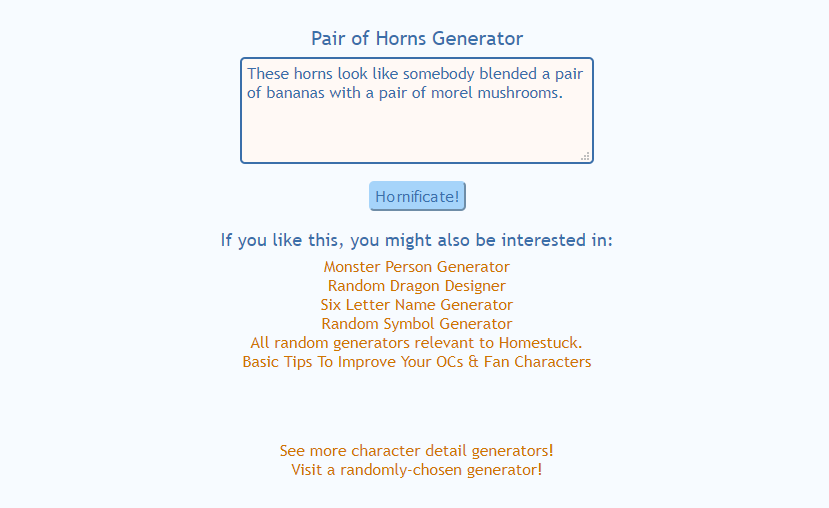 Pair of Horns Generator
These horns look like somebody blended a pair
of bananas with a pair of morel mushrooms.
Hornificate!
If you like this, you might also be interested in:
Monster Person Generator
Random Dragon Designer
Six Letter Name Generator
Random Symbol Generator
All random generators relevant to Homestuck.
Basic Tips To Improve Your OCs & Fan Characters
See more character detail generators!
Visit a randomly-chosen generator!